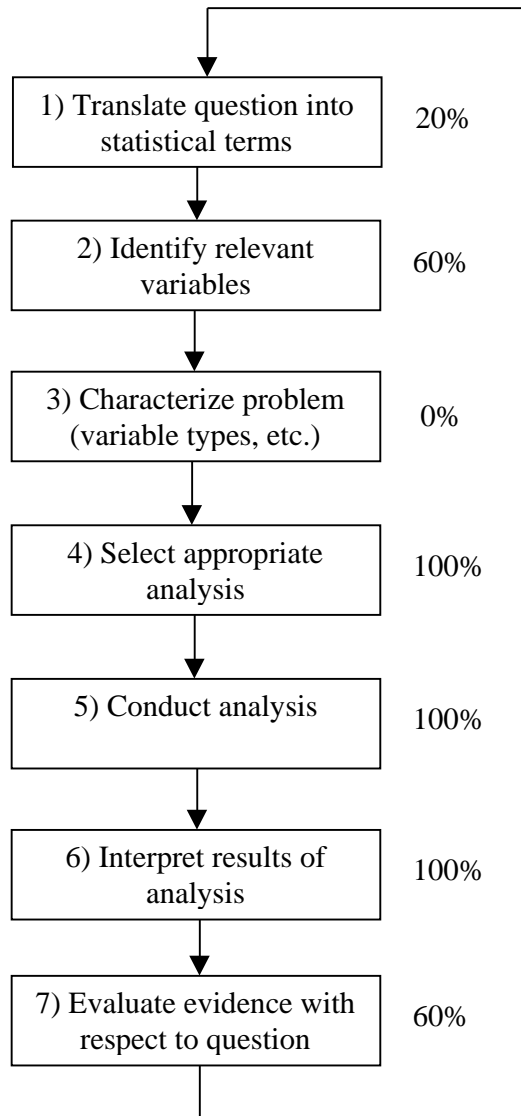 1) Translate question into
statistical terms
20%
2) Identify relevant
variables
60%
3) Characterize problem
(variable types, etc.)
0%
4) Select appropriate
analysis
100%
5) Conduct analysis
100%
6) Interpret results of
analysis
100%
7) Evaluate evidence with
respect to question
60%